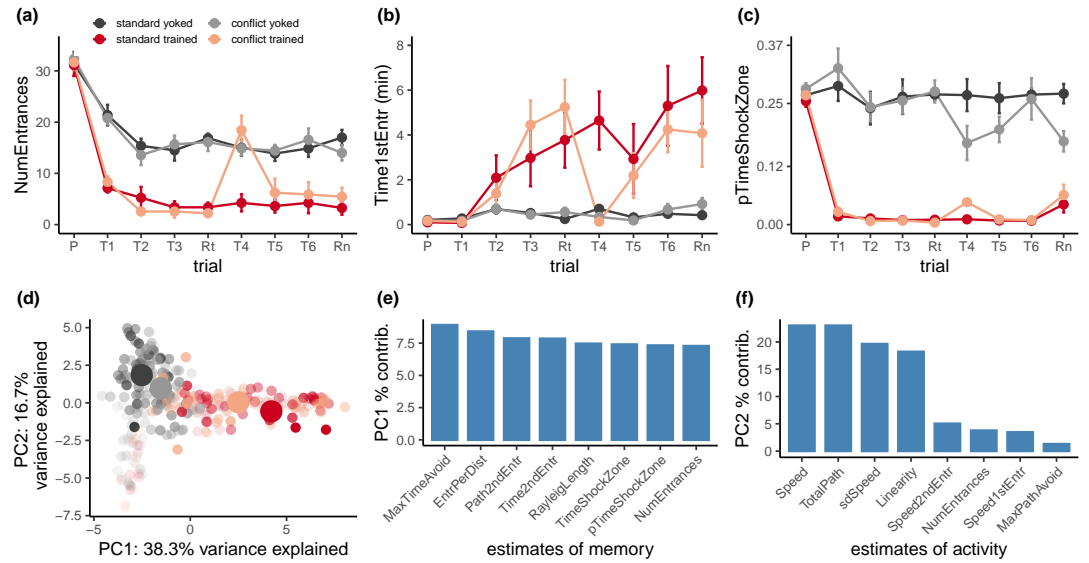 (a)
standard yoked
conflict yoked
standard trained
conflict trained
NumEntrances
30
20
10
0
P T1 T2 T3 Rt T4 T5 T6 Rn
trial
(b)
Time1stEntr (min)
8
6
4
2
0
P T1 T2 T3 Rt T4 T5 T6 Rn
trial
(c)
pTimeShockZone
0.37
0.25
0.12
0.00
P T1 T2 T3 Rt T4 T5 T6 Rn
trial
(d)
PC2: 16.7%
variance explained
5.0
2.5
0.0
-2.5
-5.0
-7.5
-5 0 5
PC1: 38.3% variance explained
(e)
PC1 % contrib.
10.0
7.5
5.0
2.5
0.0
MaxTimeAvoid
EntrPerDist
Path2ndEntr
Time2ndEntr
RayleigLength
TimeShockZone
pTimeShockZone
NumEntrances
estimates of memory
(f)
PC2 % contrib.
20
15
10
5
0
Speed
TotalPath
sdSpeed
Linearity
Speed2ndEntr
NumEntrances
Speed1stEntr
MaxPathAvoid
estimates of activity